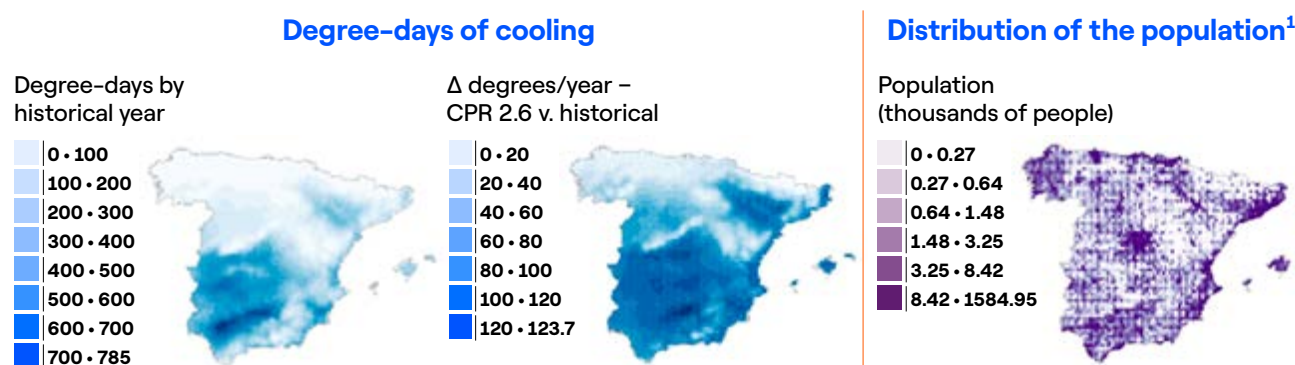 Degree-days of cooling
Degree-days by
historical year
0 • 100
100 • 200
200 • 300
300 • 400
400 • 500
500 • 600
600 • 700
700 • 785
Δ degrees/year –
CPR 2.6 v. historical
0 • 20
20 • 40
40 • 60
60 • 80
80 • 100
100 • 120
120 • 123.7
Distribution of the population¹
Population
(thousands of people)
0 • 0.27
0.27 • 0.64
0.64 • 1.48
1.48 • 3.25
3.25 • 8.42
8.42 • 1584.95